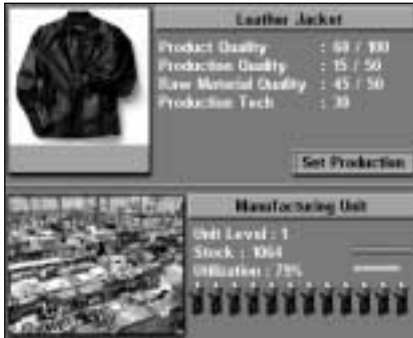 Leather Jacket
Product Quality : 60 / 100
Production Quality : 15 / 50
Raw Material Quality : 45 / 50
Production Tech : 30
Set Production
Manufacturing Unit
Unit Level : 1
Stock : 1064
Utilization : 79%